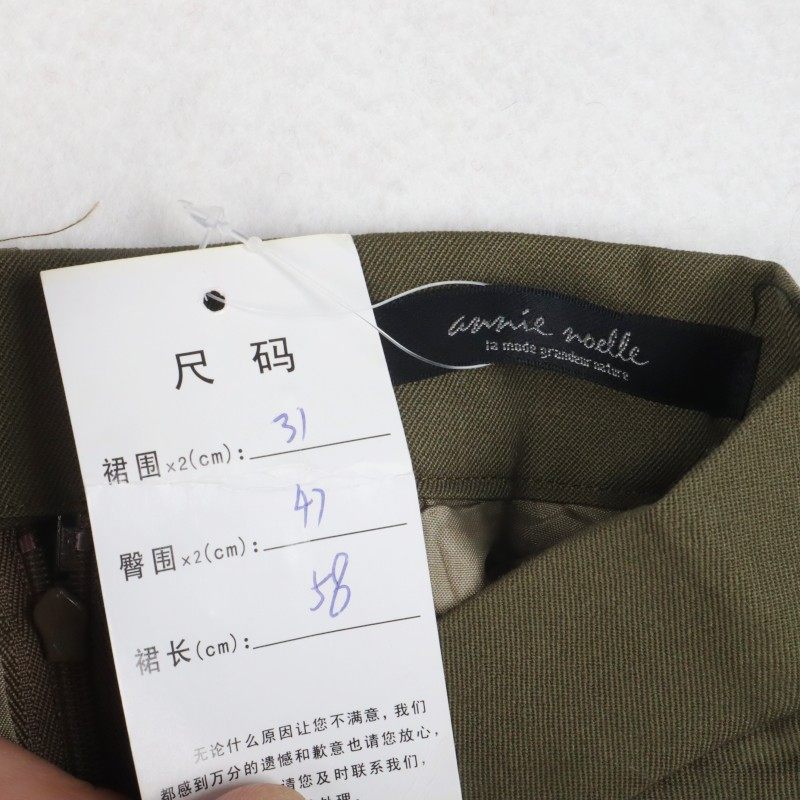 尺码
annie noelle
la mode grandeur nature
裙围x2(cm): 31
臀围x2(cm): 47
裙长(cm): 58
无论什么原因让您不满意,我们
都感到万分的遗憾和歉意也请您放心,
请您及时联系我们,